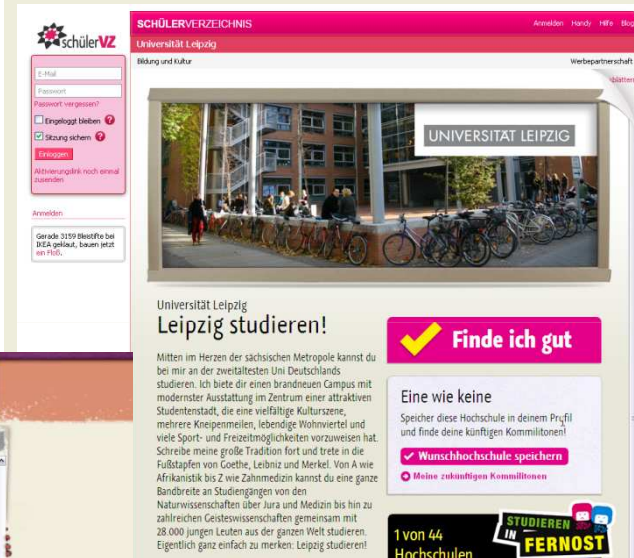 schülerVZ
E-Mail
Passwort
Passwort vergessen?
Eingeloggt bleiben ?
Sitzung sichern ?
Einloggen
Aktivierungslink noch einmal
zusenden
Anmelden
Gerade 3159 Bleistifte bei
IKEA geklaut, bauen jetzt
ein Floß.
SCHÜLERVERZEICHNIS
Anmelden Handy Hilfe Blog
Universität Leipzig
Bildung und Kultur
Werbepartnerschaft
UNIVERSITÄT LEIPZIG
Universität Leipzig
Leipzig studieren!
Mitten im Herzen der sächsischen Metropole kannst du
bei mir an der zweitältesten Uni Deutschlands
studieren. Ich biete dir einen brandneuen Campus mit
modernster Ausstattung im Zentrum einer attraktiven
Studentenstadt, die eine vielfältige Kulturszene,
mehrere Kneipenmeilen, lebendige Wohnviertel und
viele Sport- und Freizeitmöglichkeiten vorzuweisen hat.
Schreibe meine große Tradition fort und trete in die
Fußstapfen von Goethe, Leibniz und Merkel. Von A wie
Afrikanistik bis Z wie Zahnmedizin kannst du eine ganze
Bandbreite an Studiengängen von den
Naturwissenschaften über Jura und Medizin bis hin zu
zahlreichen Geisteswissenschaften gemeinsam mit
28.000 jungen Leuten aus der ganzen Welt studieren.
Eigentlich ganz einfach zu merken: Leipzig studieren!
Finde ich gut
Eine wie keine
Speicher diese Hochschule in deinem Profil
und finde deine künftigen Kommilitonen!
Wunschhochschule speichern
Meine zukünftigen Kommilitonen
1 von 44
Hochschulen
STUDIEREN
IN FERNOST